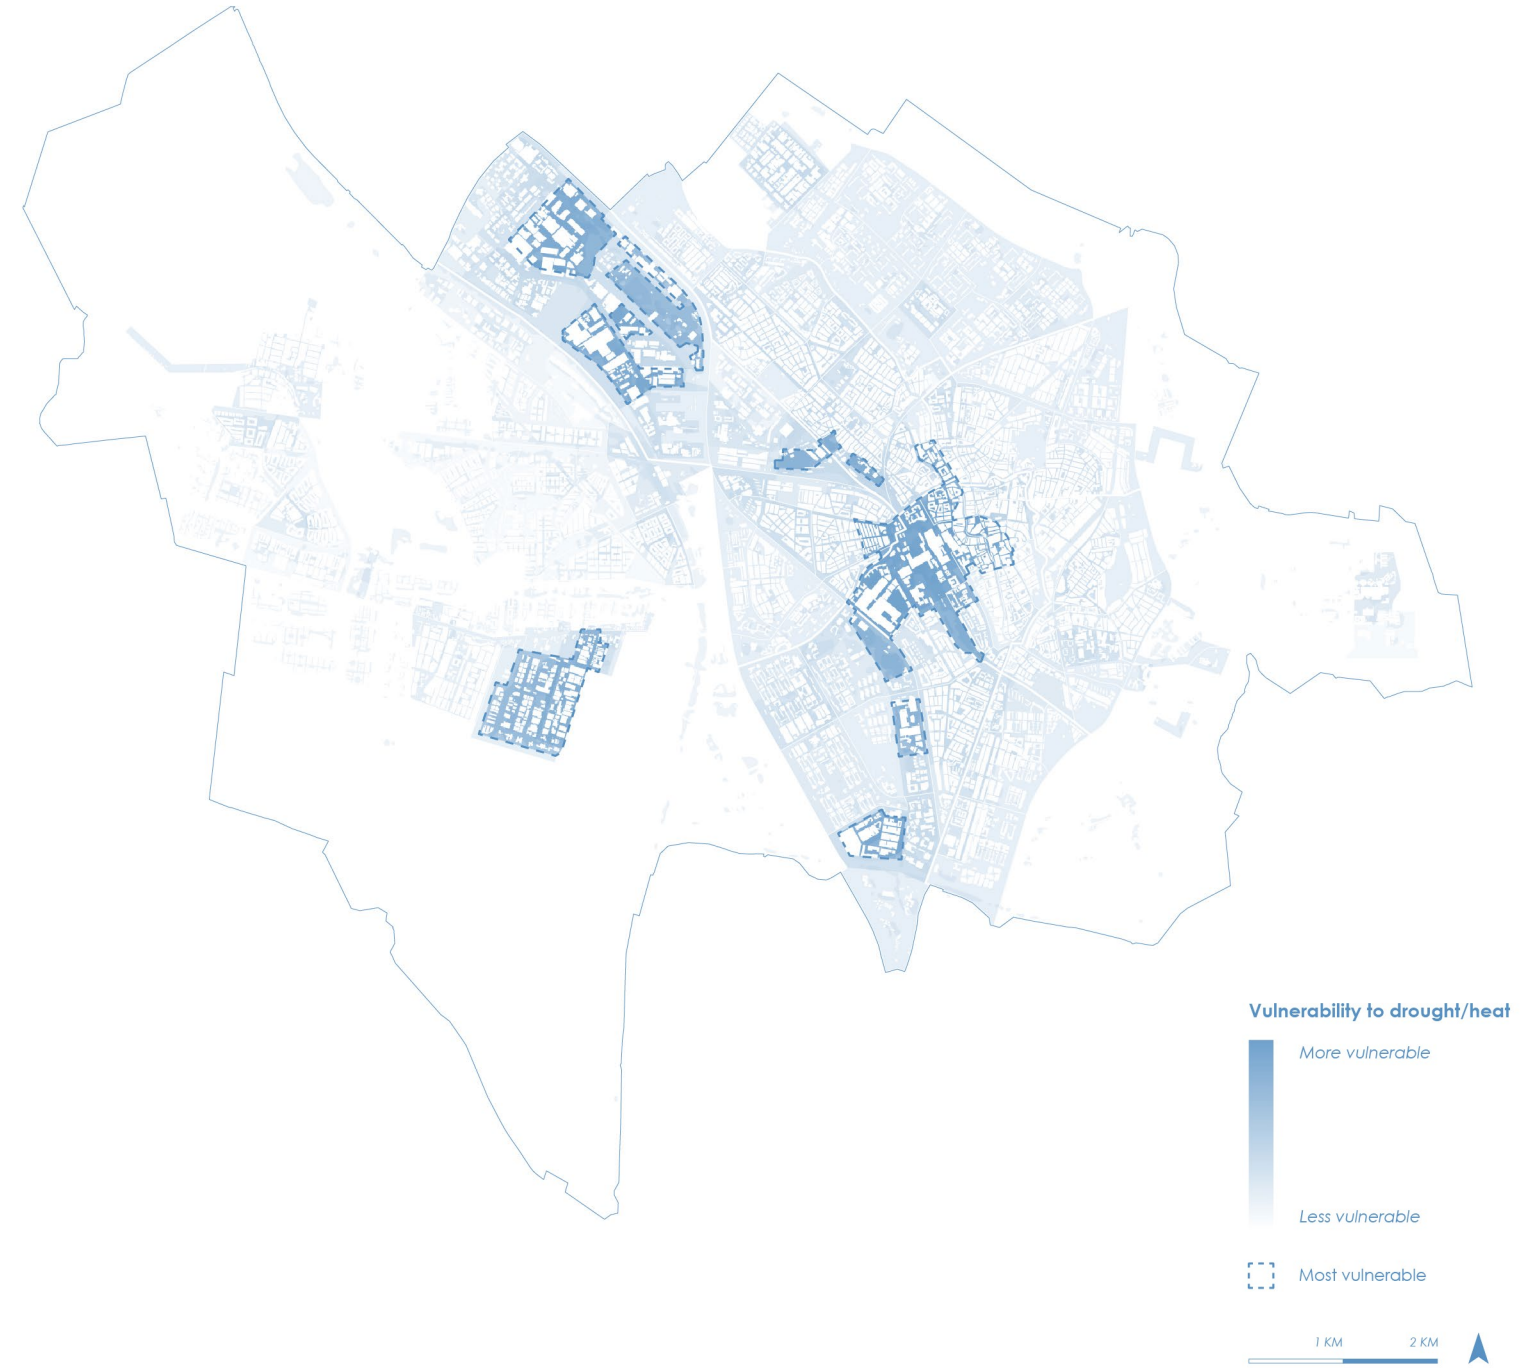 Vulnerability to drought/heat
More vulnerable
Less vulnerable
Most vulnerable
1 KM 2 KM